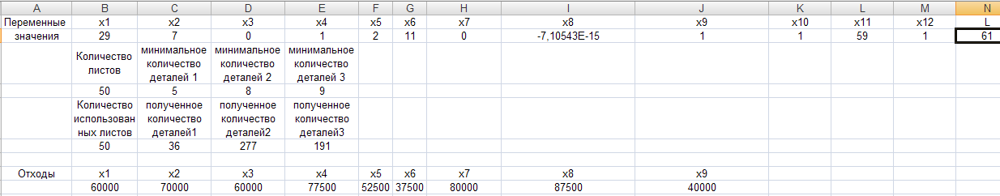 A B C D E F G H I J K L M N
Переменные x1 x2 x3 x4 x5 x6 x7 x8 x9 x10 x11 x12 L
значения 29 7 0 1 2 11 0 -7,10543E-15 1 1 59 1 61
Количество минимальное минимальное минимальное
листов количество количество количество
деталей 1 деталей 2 деталей 3
50 5 8 9
Количество полученное полученное полученное
использован количество количество количество
ных листов деталей1 деталей2 деталей3
50 36 277 191
Отходы x1 x2 x3 x4 x5 x6 x7 x8 x9
60000 70000 60000 77500 52500 37500 80000 87500 40000